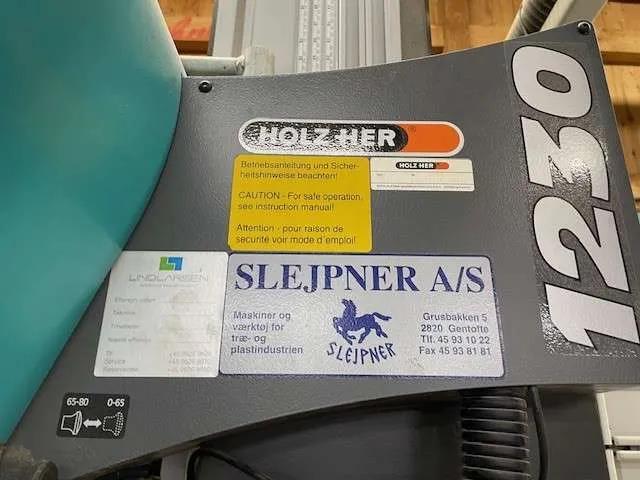 HOLZ-HER
Betriebsanteitung und Sicher-
heitshinweise beachten!
CAUTION - For safe operation,
see instruction manual!
Attention - pour raison de
securité voir mode d'emploi!
HOLZ-HER
1230
LINDLARSEN
SLEJPNER A/S
Maskiner og
værktøj for
træ- og
plastindustrien
SLEJPNER
Grusbakken 5
2820 Gentofte
Tlf. 45 93 10 22
Fax 45 93 81 81
Service
65-80 0-65